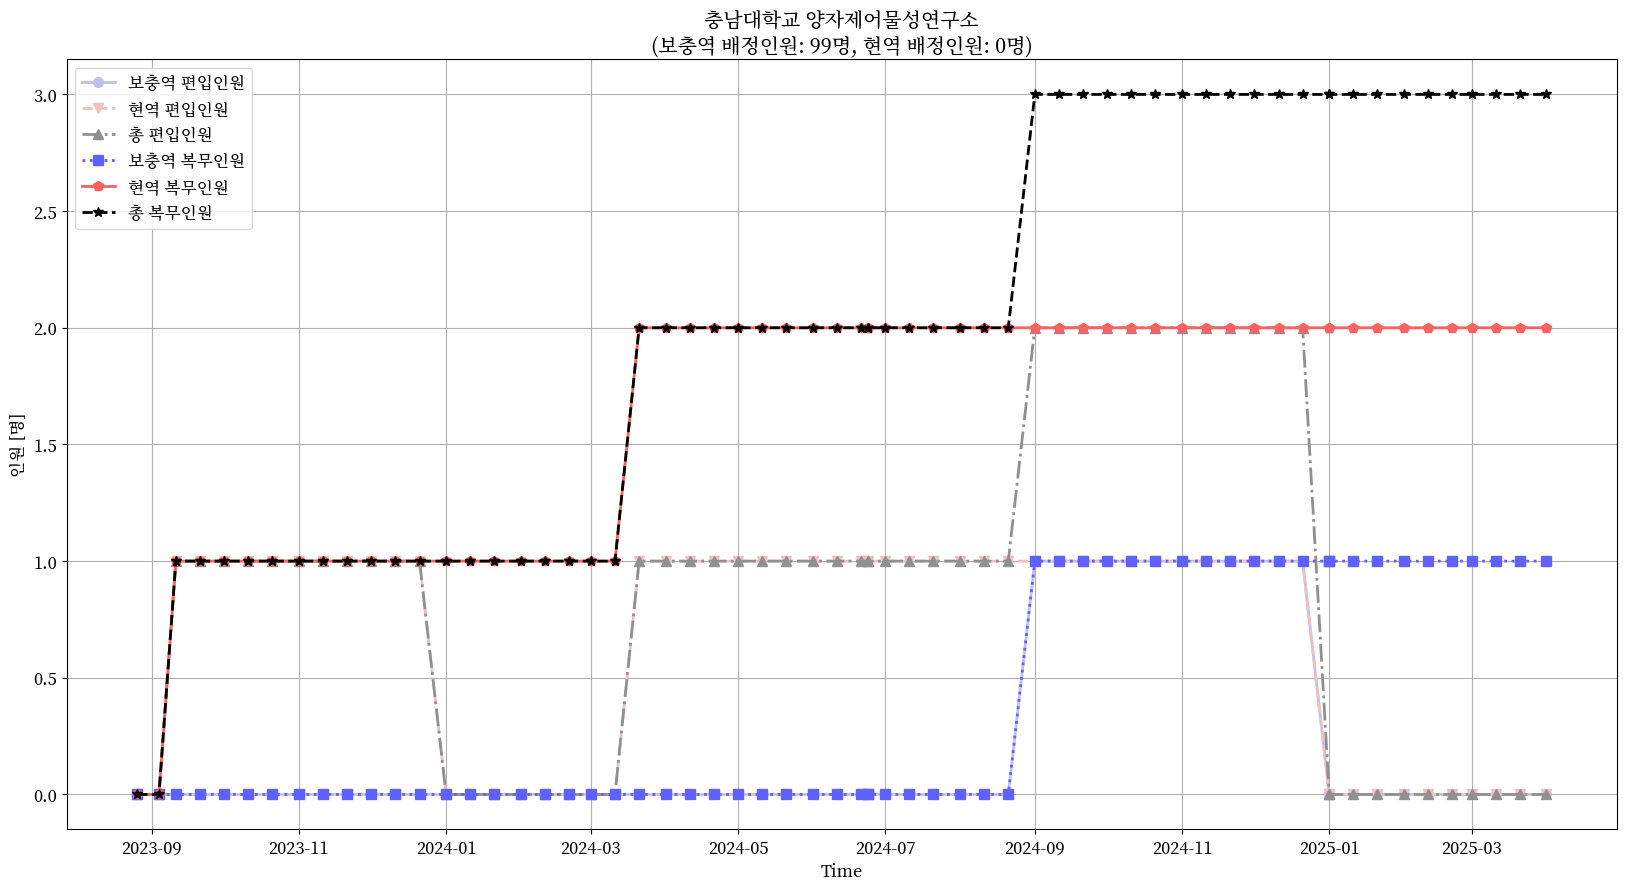 충남대학교 양자제어물성연구소
(보충역 배정인원: 99명, 현역 배정인원: 0명)
보충역 편입인원
현역 편입인원
총 편입인원
보충역 복무인원
현역 복무인원
총 복무인원
인원 [명]
3.0
2.5
2.0
1.5
1.0
0.5
0.0
2023-09
2023-11
2024-01
2024-03
2024-05
2024-07
2024-09
2024-11
2025-01
2025-03
Time